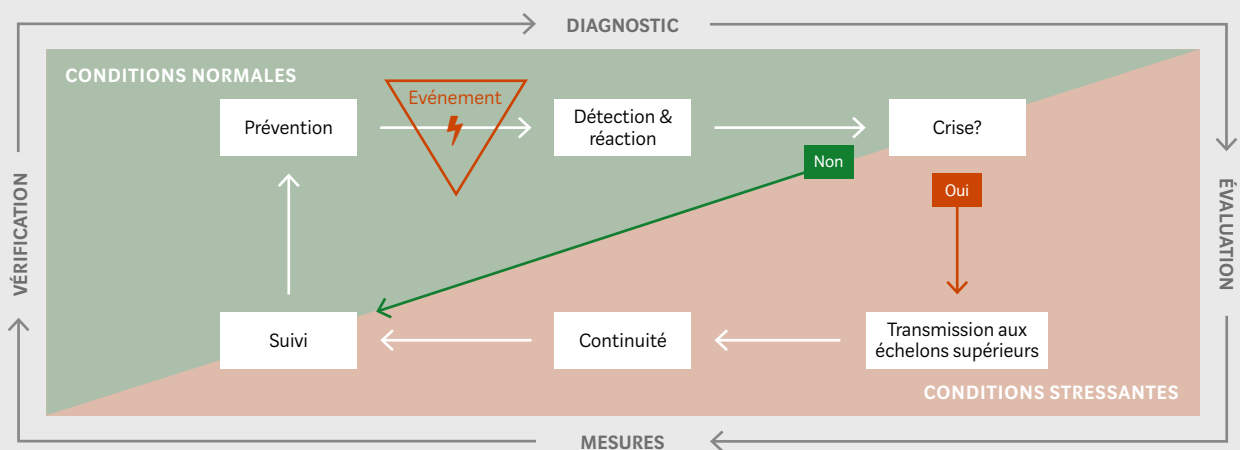 DIAGNOSTIC
CONDITIONS NORMALES
Evénement
Prévention
Détection &
réaction
Crise?
Non
Oui
VÉRIFICATION
ÉVALUATION
Suivi
Continuité
Transmission aux
échelons supérieurs
CONDITIONS STRESSANTES
MESURES